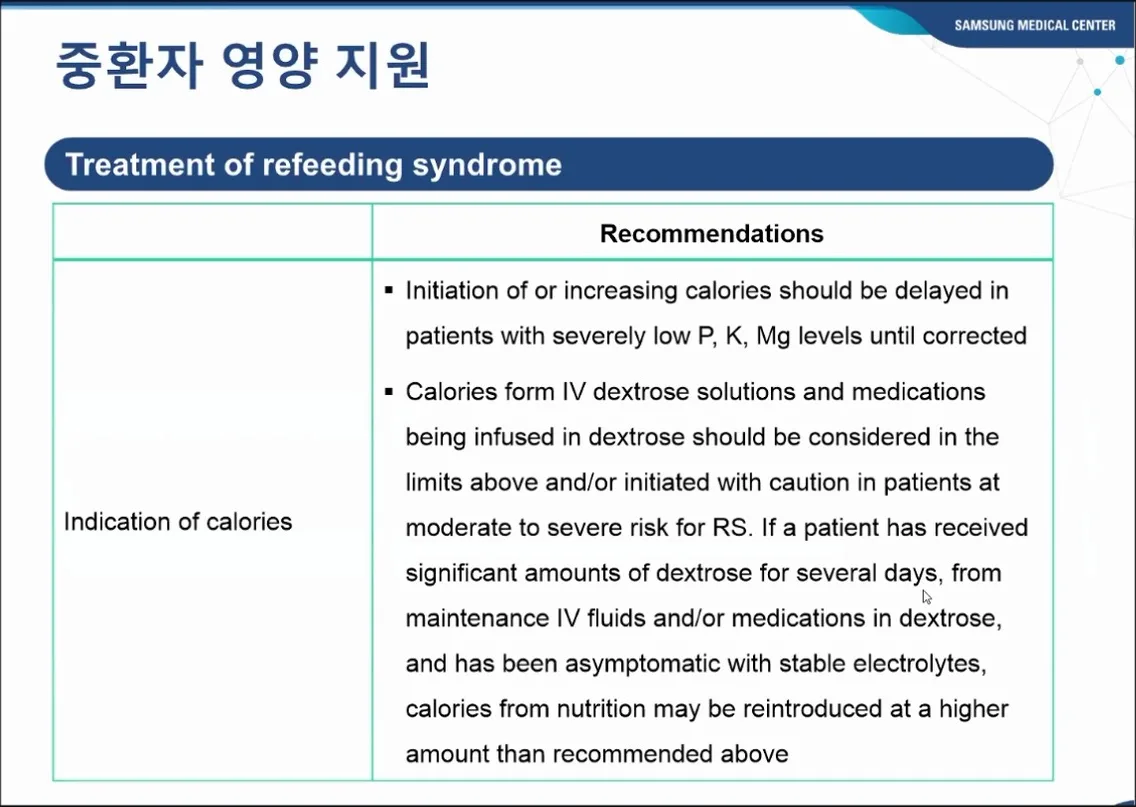 SAMSUNG MEDICAL CENTER
중환자 영양 지원
Treatment of refeeding syndrome
Recommendations
Indication of calories
▪ Initiation of or increasing calories should be delayed in
patients with severely low P, K, Mg levels until corrected
▪ Calories form IV dextrose solutions and medications
being infused in dextrose should be considered in the
limits above and/or initiated with caution in patients at
moderate to severe risk for RS. If a patient has received
significant amounts of dextrose for several days, from
maintenance IV fluids and/or medications in dextrose,
and has been asymptomatic with stable electrolytes,
calories from nutrition may be reintroduced at a higher
amount than recommended above